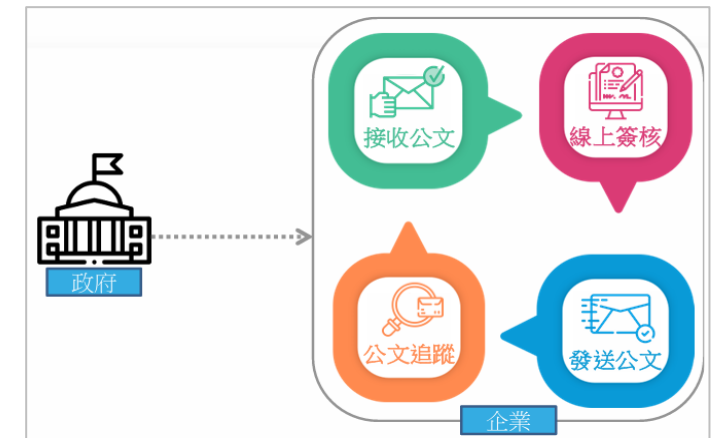 接收公文
線上簽核
政府
公文追蹤
發送公文
企業